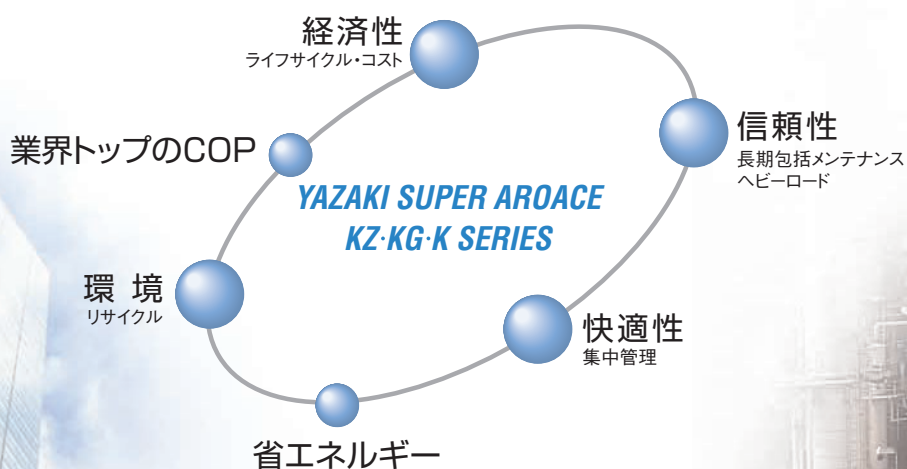 経済性
ライフサイクル・コスト
業界トップのCOP
信頼性
長期包括メンテナンス
ヘビーロード
YAZAKI SUPER AROACE
KZ·KG·K SERIES
環 境
リサイクル
快適性
集中管理
省エネルギー